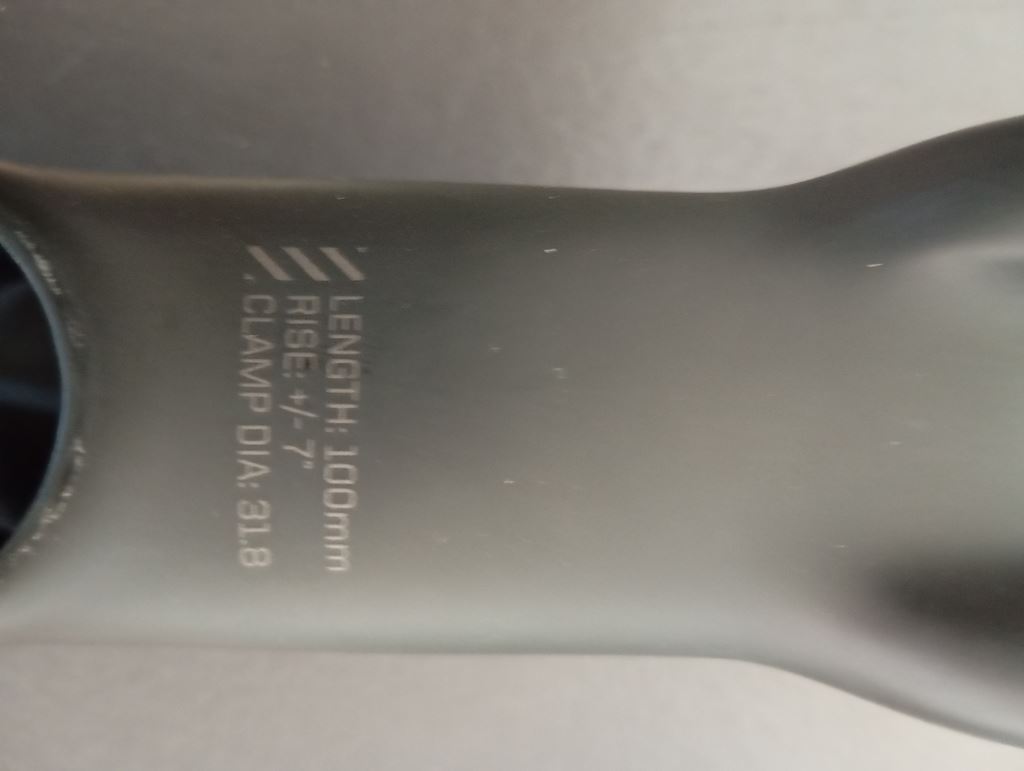 LENGTH: 100mm
RISE: +/- 7°
CLAMP DIA: 31.8